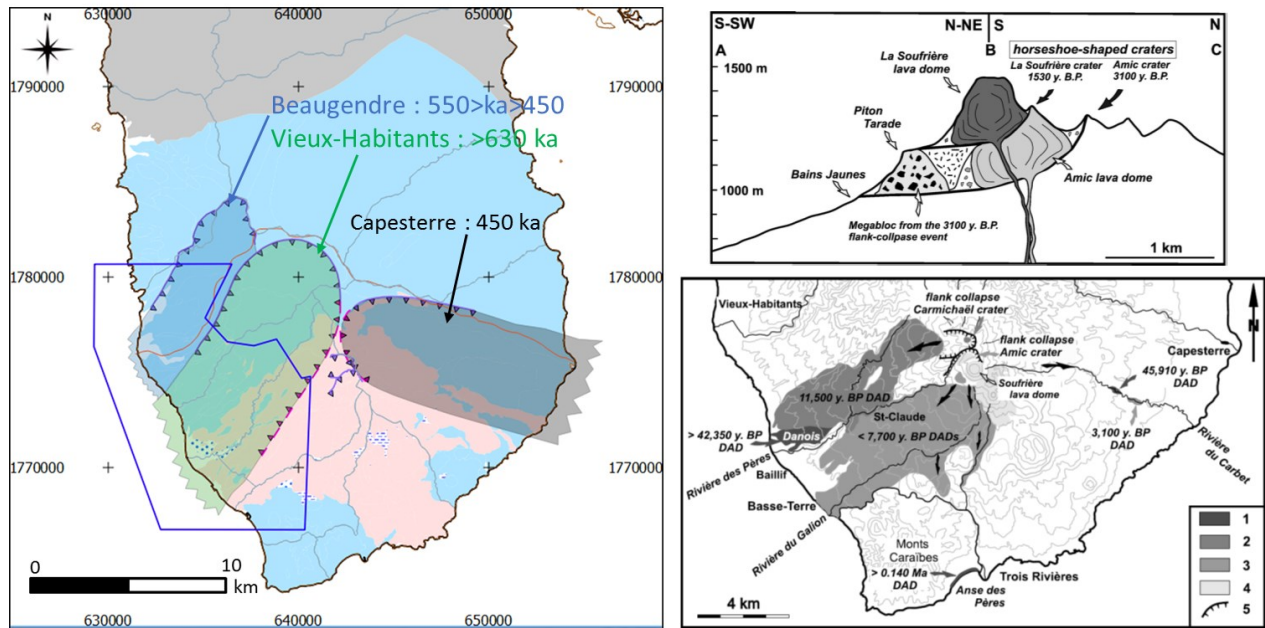 N
630000
640000
650000
1790000
1790000
Beaugendre : 550>ka>450
Vieux-Habitants : >630 ka
Capesterre : 450 ka
1780000
1780000
1770000
1770000
0
10
km
630000
640000
650000
S-SW
N-NE
S
N
A
B
C
horseshoe-shaped craters
La Soufrière
lava dome
La Soufrière crater
1530 y. B.P.
Amic crater
3100 y. B.P.
1500 m
Piton
Tarade
Bains Jaunes
1000 m
Amic lava dome
Megabloc from the 3100 y. B.P.
flank-collpase event
1 km
Vieux-Habitants
flank collapse
Carmichaël crater
N
flank collapse
Amic crater
Capesterre
45,910 y. BP
DAD
Soufrière
lava dome
11,500 y. BP DAD
St-Claude
< 7,700 y. BP DADs
> 42,350 y. BP
DAD
Danois
3,100 y. BP
DAD
Rivière des Pères
Baillif
Rivière du Carbet
Basse-Terre
Rivière du Galion
Monts
Caraïbes
> 0.140 Ma
DAD
Trois Rivières
Anse des
Pères
4 km
1
2
3
4
5